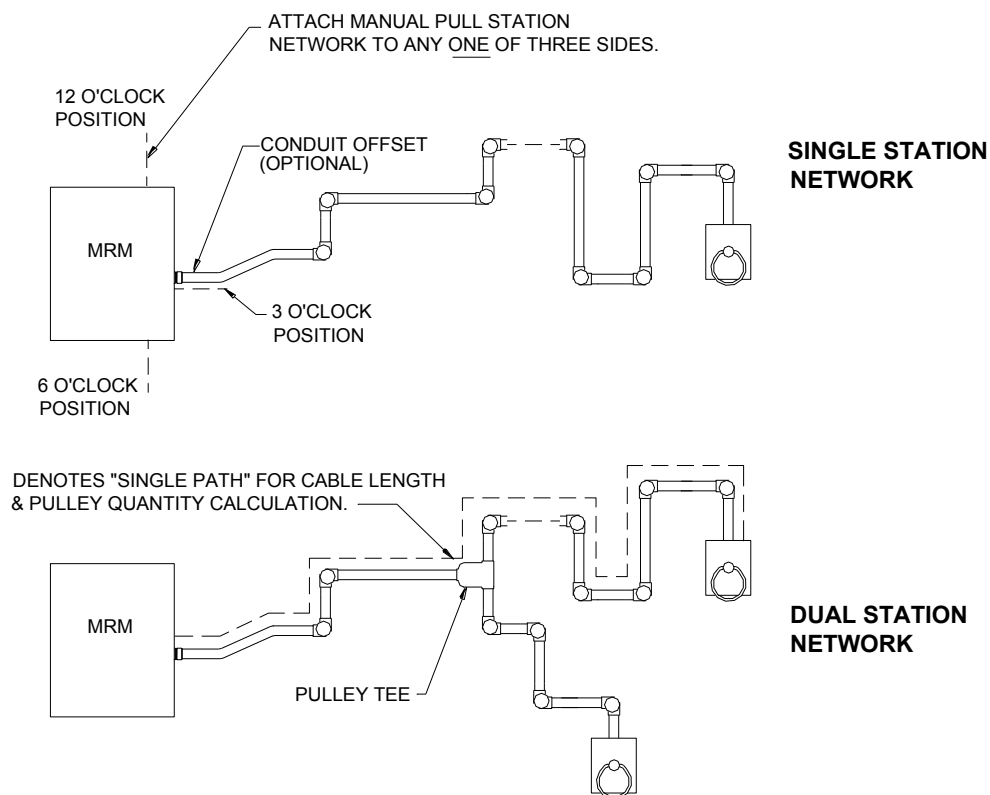 ATTACH MANUAL PULL STATION
NETWORK TO ANY ONE OF THREE SIDES.
12 O'CLOCK
POSITION
CONDUIT OFFSET
(OPTIONAL)
SINGLE STATION
NETWORK
MRM
3 O'CLOCK
POSITION
6 O'CLOCK
POSITION
DENOTES "SINGLE PATH" FOR CABLE LENGTH
& PULLEY QUANTITY CALCULATION.
MRM
DUAL STATION
NETWORK
PULLEY TEE